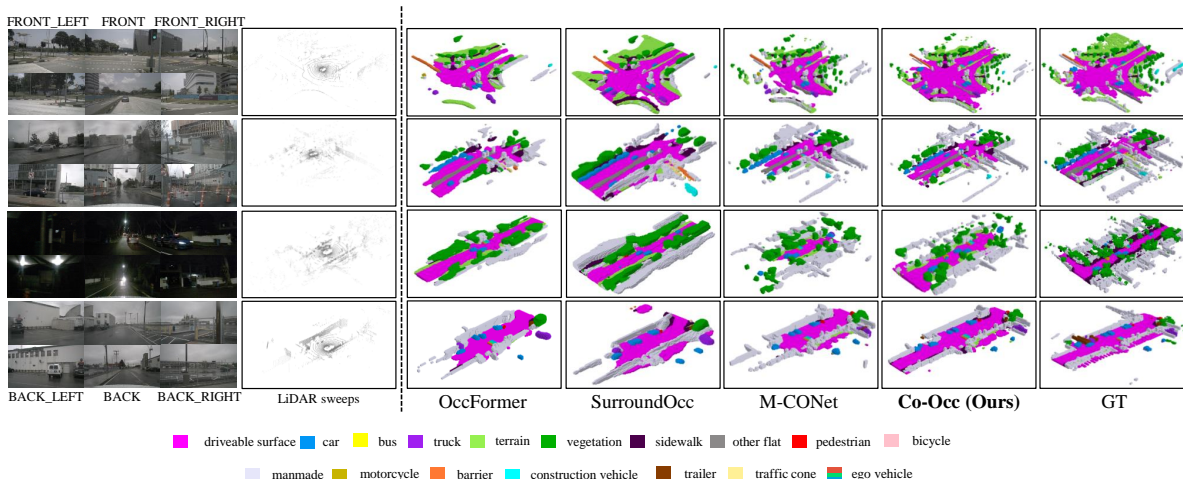 FRONT_LEFT FRONT FRONT_RIGHT
BACK_LEFT BACK BACK_RIGHT
LiDAR sweeps
OccFormer SurroundOcc M-CONet Co-Occ (Ours) GT
driveable surface car bus truck terrain vegetation sidewalk other flat pedestrian bicycle
manmade motorcycle barrier construction vehicle trailer traffic cone ego vehicle